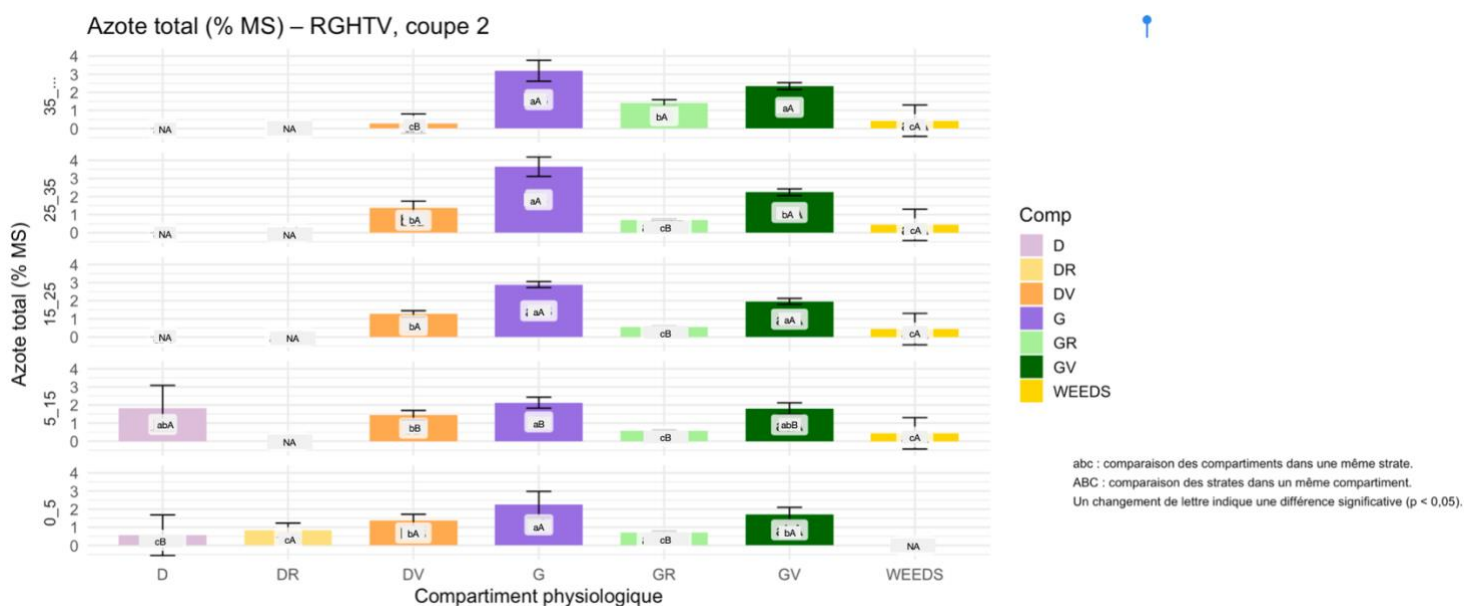 Azote total (% MS) – RGHTV, coupe 2
Azote total (% MS)
35_...
4
3
2
1
0
NA
NA
cB
aA
bA
aA
cA
25_35
4
3
2
1
0
NA
NA
bA
aA
cB
bA
cA
15_25
4
3
2
1
0
NA
NA
bA
aA
cB
aA
cA
5_15
4
3
2
1
0
abA
NA
bB
aB
cB
abB
cA
0_5
4
3
2
1
0
cB
cA
bA
aA
cB
bA
NA
D DR DV G GR GV WEEDS
Compartiment physiologique
Comp
D
DR
DV
G
GR
GV
WEEDS
abc : comparaison des compartiments dans une même strate.
ABC : comparaison des strates dans un même compartiment.
Un changement de lettre indique une différence significative (p < 0,05).